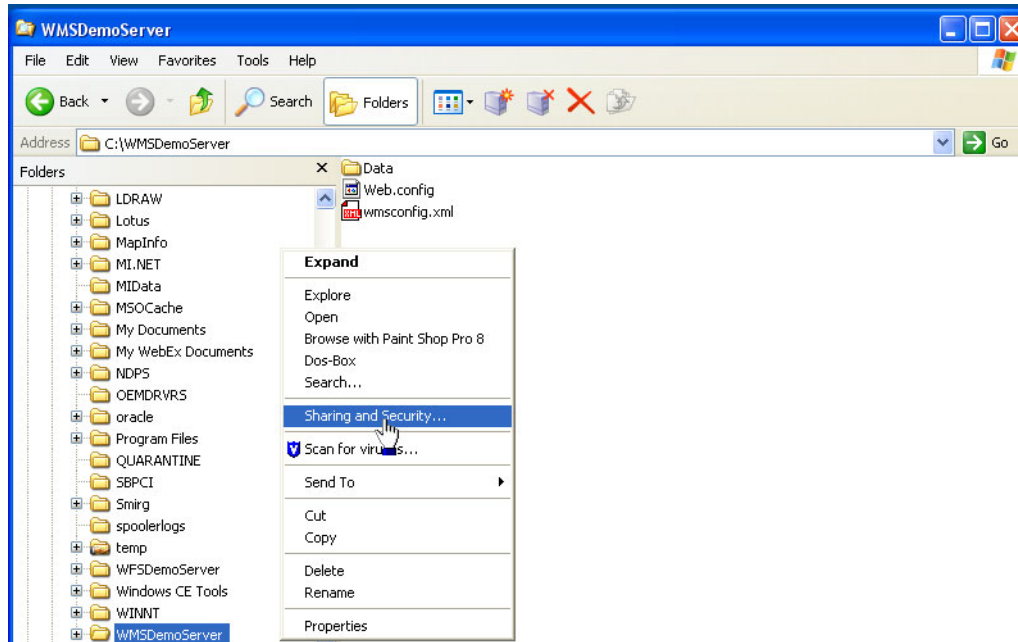 WMSDemoServer
File Edit View Favorites Tools Help
Back Search Folders
Address C:\WMSDemoServer Go
Folders
Data
Web.config
wmsconfig.xml
LDRAW
Lotus
MapInfo
MI.NET
MIData
MSOCache
My Documents
My WebEx Documents
NDPS
OEMDRVRS
oracle
Program Files
QUARANTINE
SBPCI
Smirg
spoolerlogs
temp
WFSDemoServer
Windows CE Tools
WINNT
WMSDemoServer
Expand
Explore
Open
Browse with Paint Shop Pro 8
Dos-Box
Search...
Sharing and Security...
Scan for viruses...
Send To
Cut
Copy
Delete
Rename
Properties